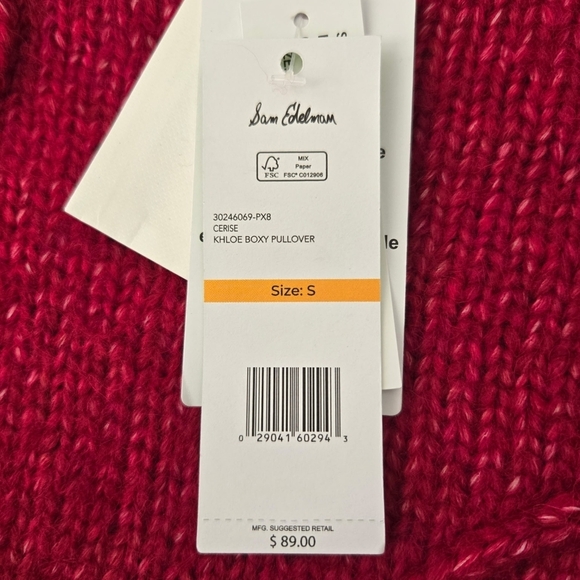 Sam Edelman
FSC
MIX
Paper
FSC® C012906
30246069-PX8
CERISE
KHLOE BOXY PULLOVER
Size: S
0 29041 60294 3
MFG. SUGGESTED RETAIL
$ 89.00